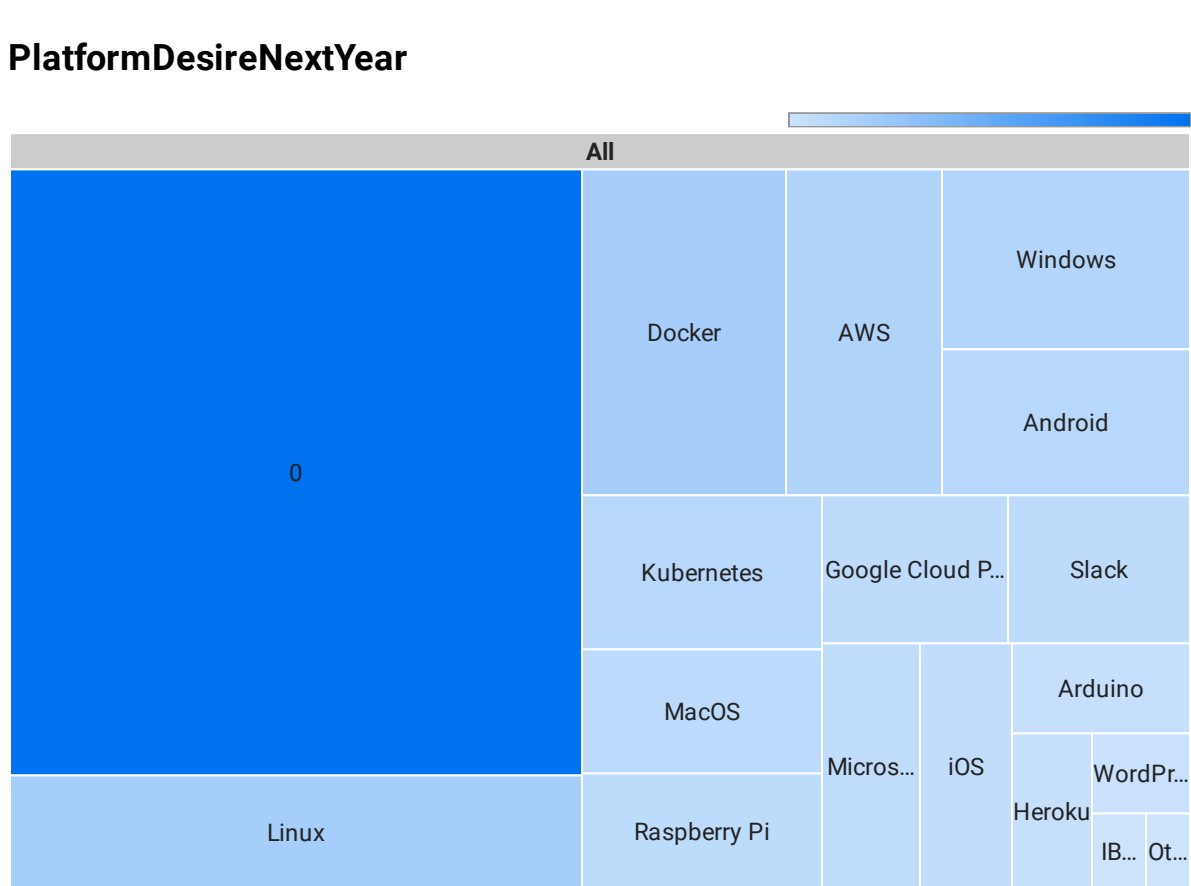 PlatformDesireNextYear
All
0
Linux
Docker
AWS
Windows
Android
Kubernetes
Google Cloud P...
Slack
MacOS
Raspberry Pi
Micros...
iOS
Arduino
Heroku
WordPr...
IB...
Ot...